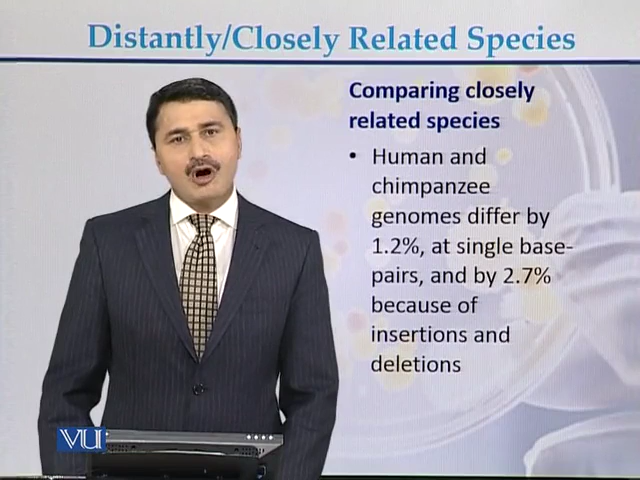 Distantly/Closely Related Species
Comparing closely
related species
• Human and
chimpanzee
genomes differ by
1.2%, at single base-
pairs, and by 2.7%
because of
insertions and
deletions
VU